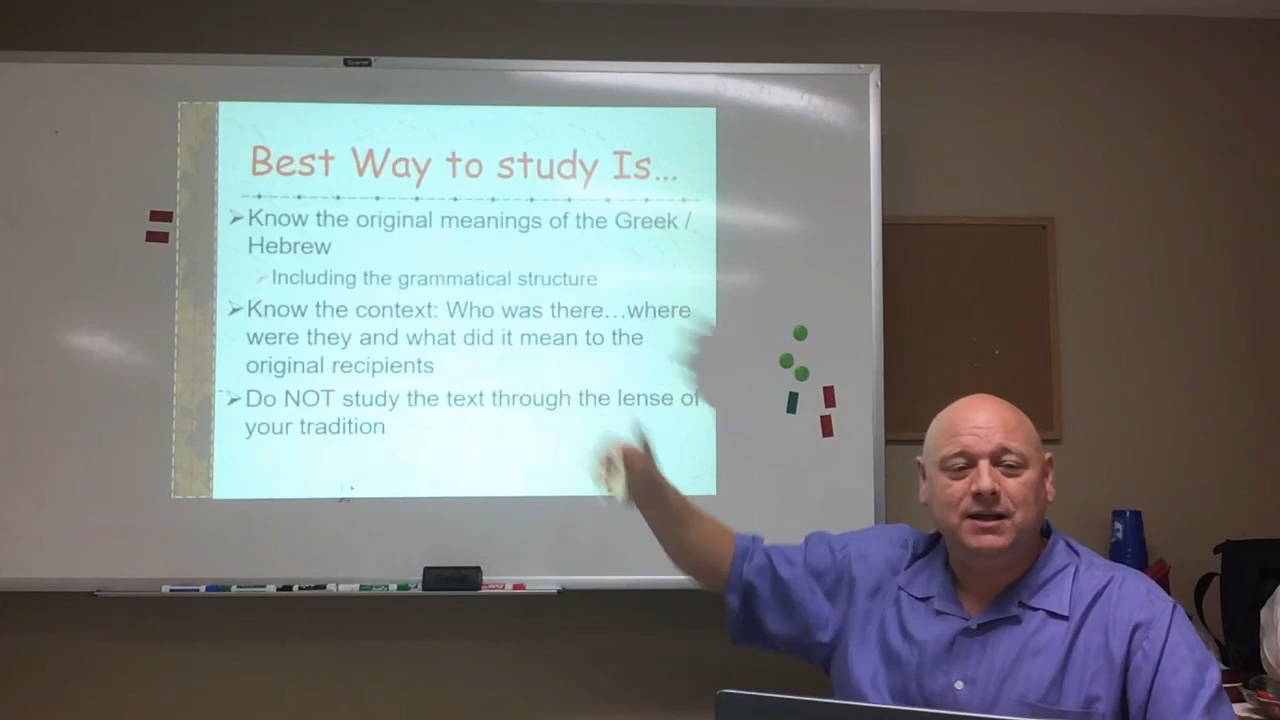 Best Way to study Is...
➢Know the original meanings of the Greek /
Hebrew
➢Including the grammatical structure
➢Know the context: Who was there…where
were they and what did it mean to the
original recipients
➢Do NOT study the text through the lense of
your tradition